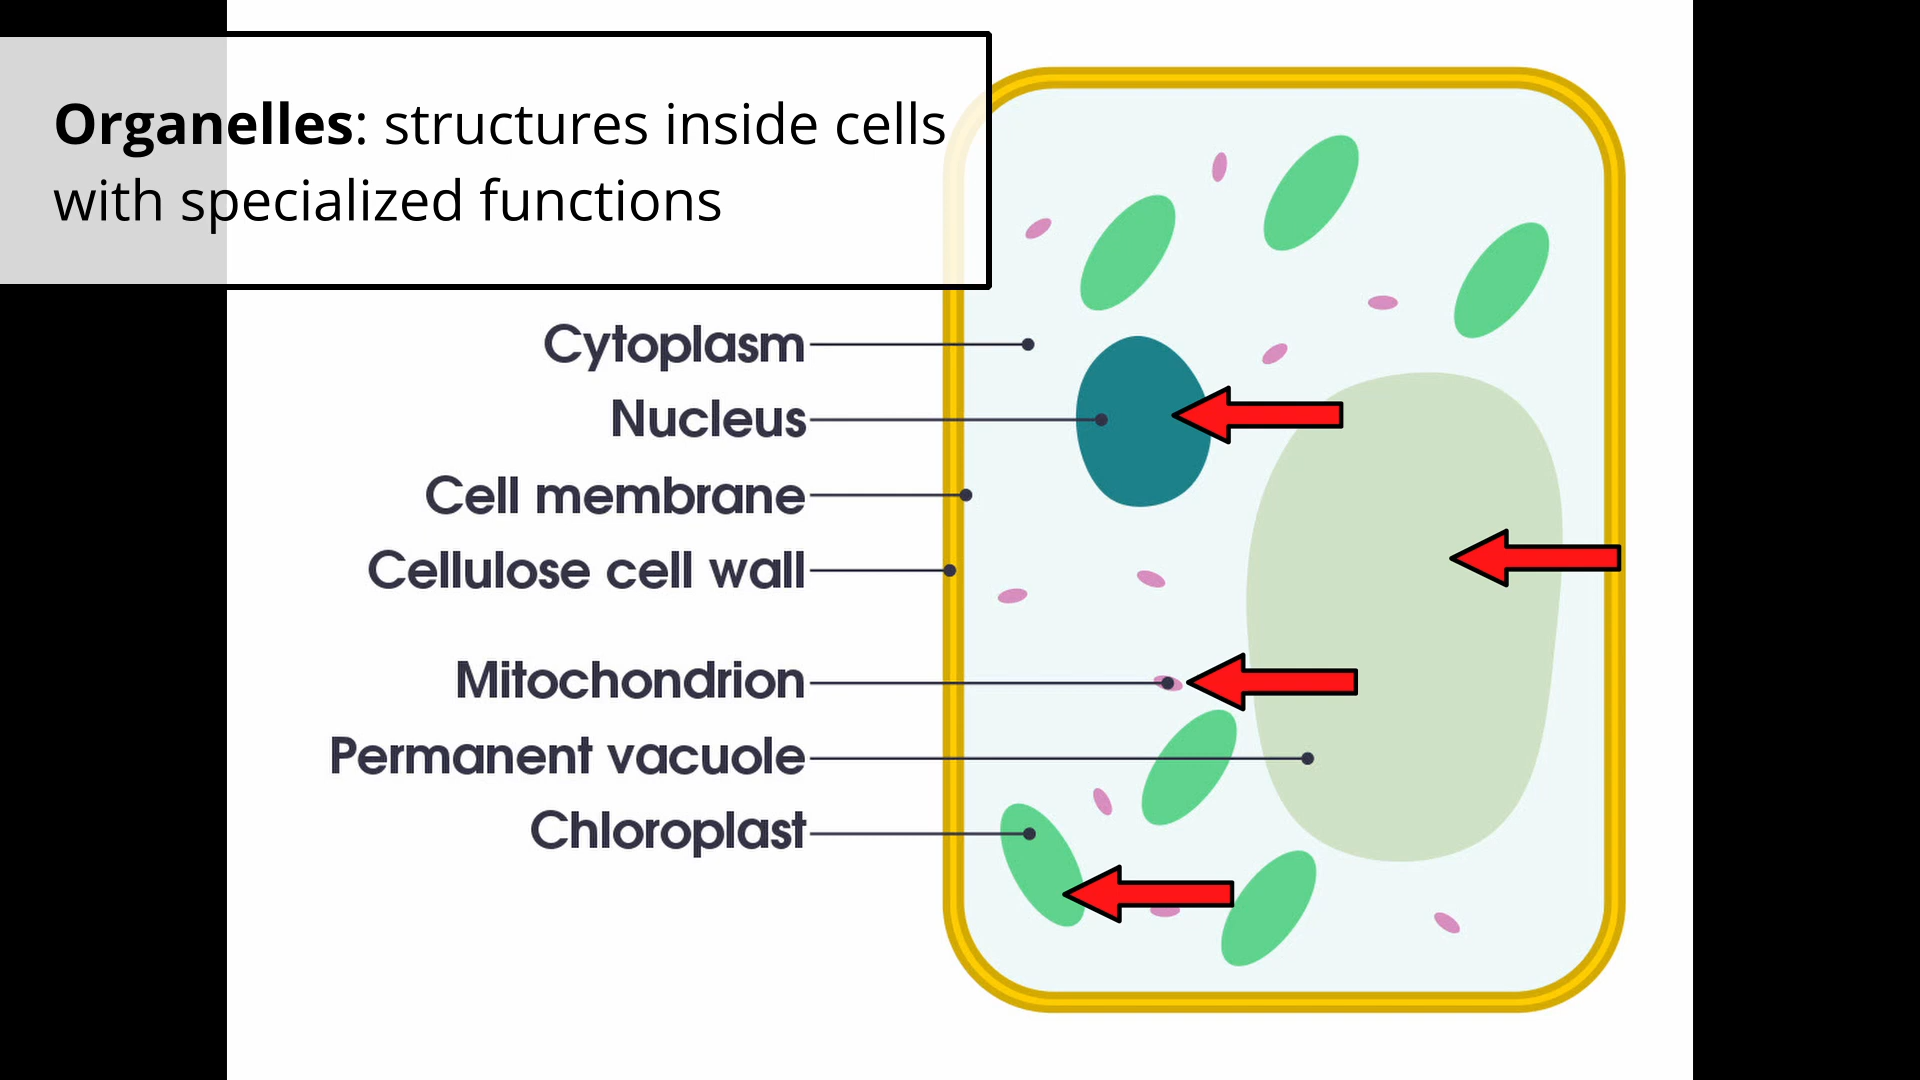 Organelles: structures inside cells
with specialized functions
Cytoplasm
Nucleus
Cell membrane
Cellulose cell wall
Mitochondrion
Permanent vacuole
Chloroplast